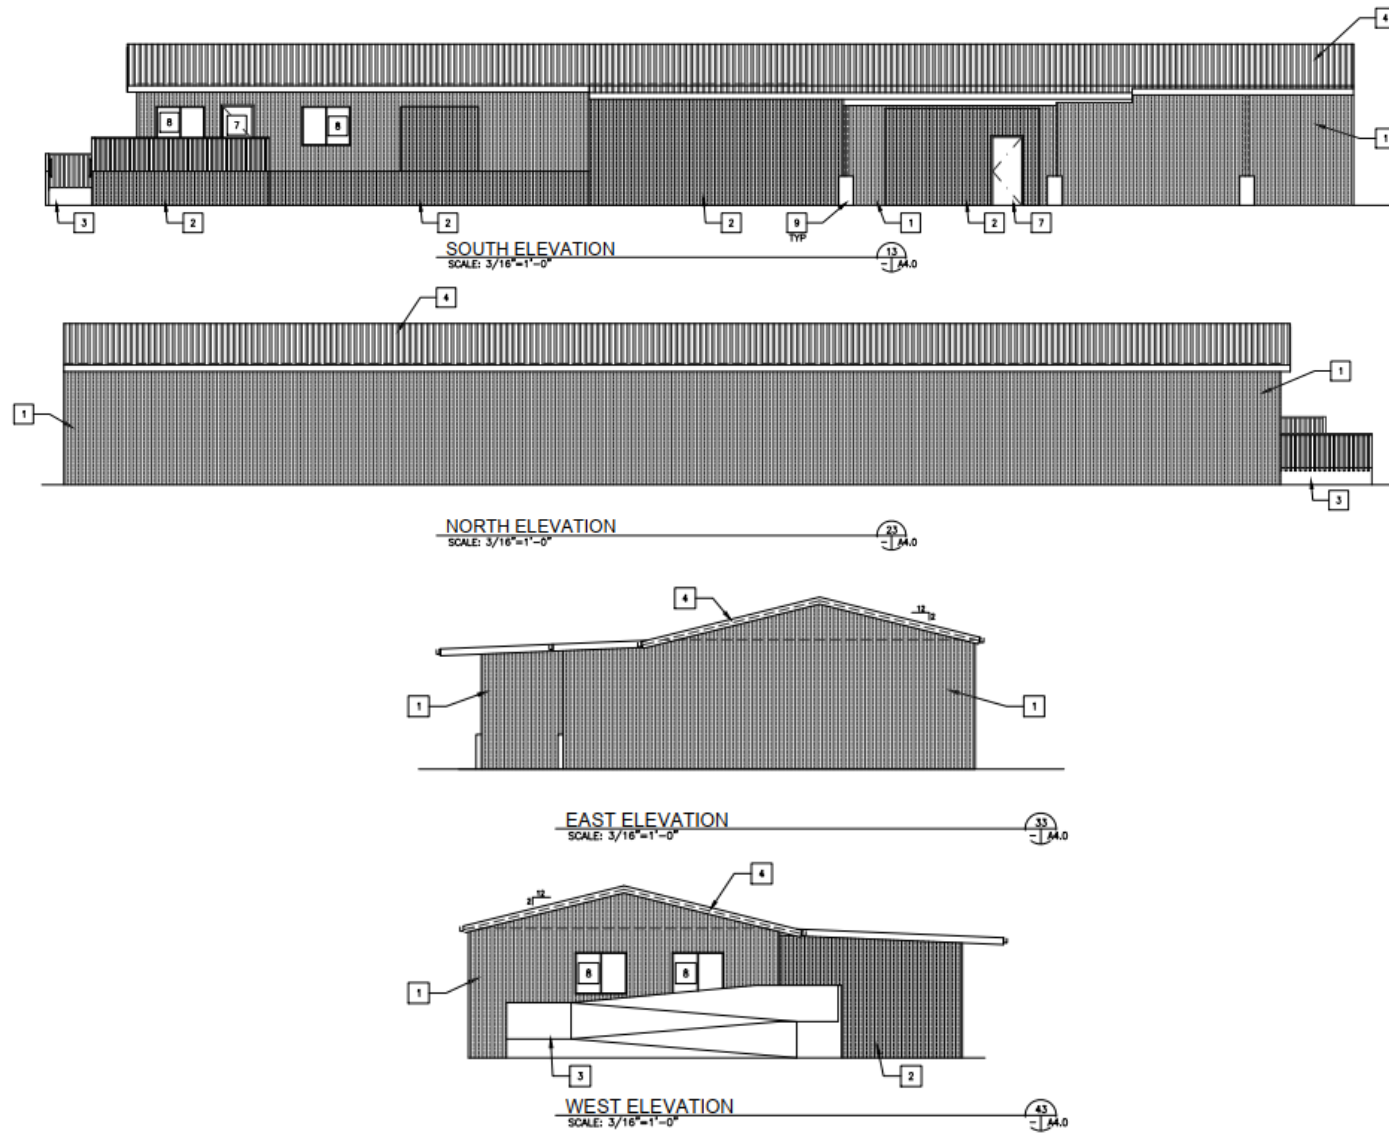 4
1
8
7
8
3
2
2
2
9
TYP
1
2
7
SOUTH ELEVATION
SCALE: 3/16"=1'-0"
13
- A4.0
4
1
1
3
NORTH ELEVATION
SCALE: 3/16"=1'-0"
23
- A4.0
4
12
2
1
1
EAST ELEVATION
SCALE: 3/16"=1'-0"
33
- A4.0
4
12
2
8
8
1
3
2
WEST ELEVATION
SCALE: 3/16"=1'-0"
43
- A4.0